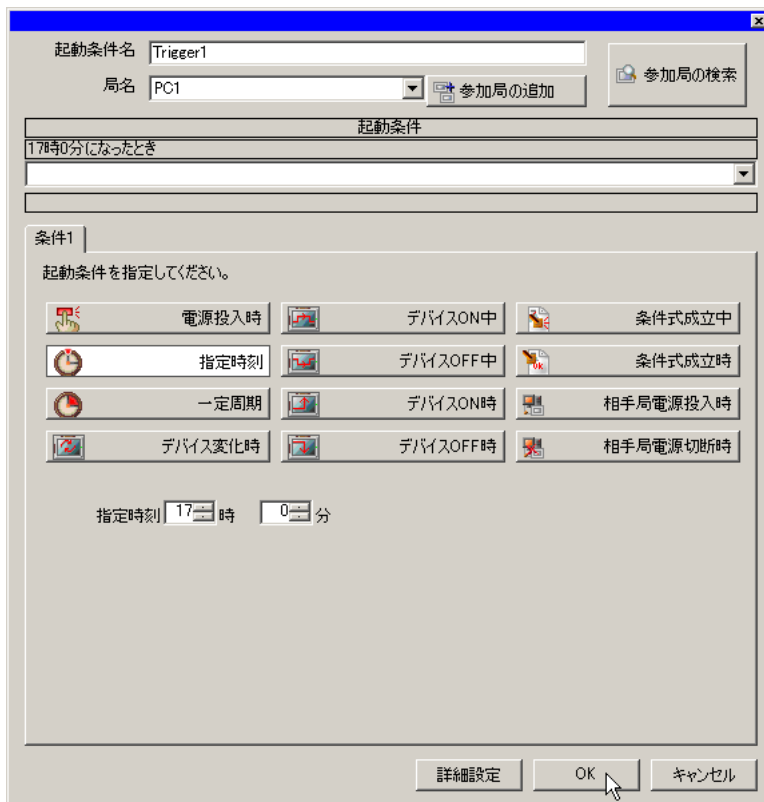 起動条件名 Trigger1
局名 PC1 参加局の追加 参加局の検索
起動条件
17時0分になったとき
条件1
起動条件を指定してください。
電源投入時 デバイスON中 条件式成立中
指定時刻 デバイスOFF中 条件式成立時
一定周期 デバイスON時 相手局電源投入時
デバイス変化時 デバイスOFF時 相手局電源切断時
指定時刻 17 時 0 分
詳細設定 OK キャンセル